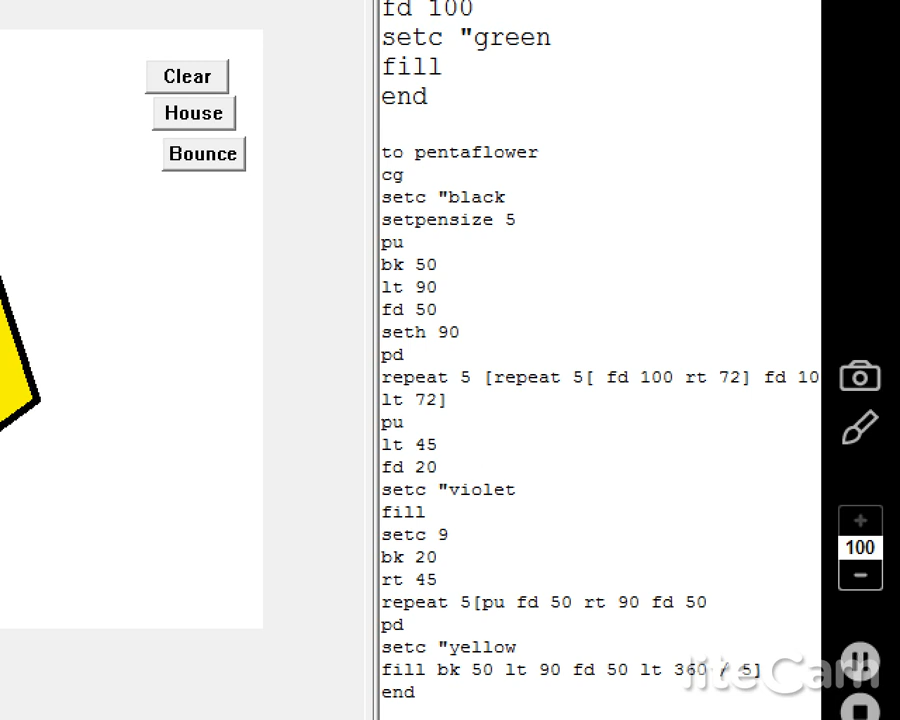 fd 100
setc "green
fill
end
Clear
House
Bounce
to pentaflower
cg
setc "black
setpensize 5
pu
bk 50
lt 90
fd 50
seth 90
pd
repeat 5 [repeat 5[ fd 100 rt 72] fd 10
lt 72]
pu
lt 45
fd 20
setc "violet
fill
setc 9
bk 20
rt 45
repeat 5[pu fd 50 rt 90 fd 50
pd
setc "yellow
fill bk 50 lt 90 fd 50 lt 360 / 5]
end
100
liteCam